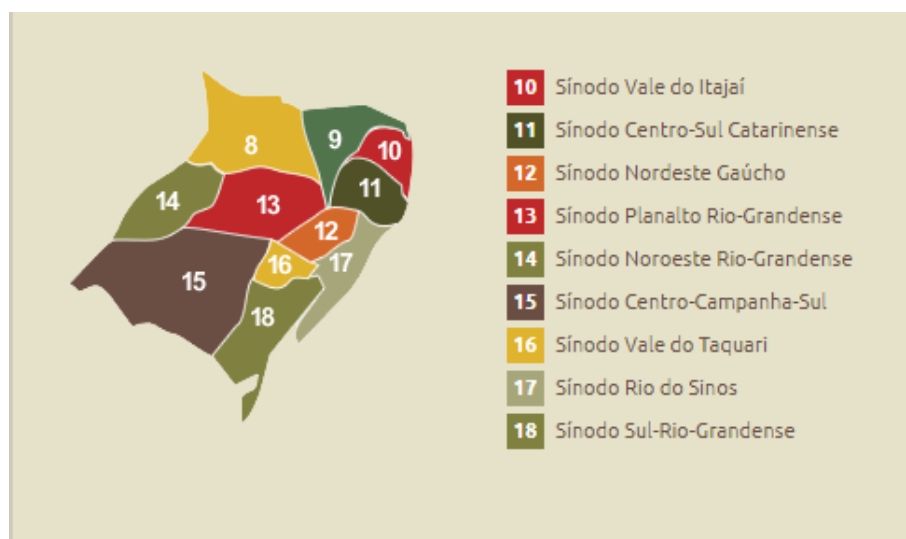 8
9
10
11
14
13
12
17
16
15
18
10 Sínodo Vale do Itajaí
11 Sínodo Centro-Sul Catarinense
12 Sínodo Nordeste Gaúcho
13 Sínodo Planalto Rio-Grandense
14 Sínodo Noroeste Rio-Grandense
15 Sínodo Centro-Campanha-Sul
16 Sínodo Vale do Taquari
17 Sínodo Rio do Sinos
18 Sínodo Sul-Rio-Grandense